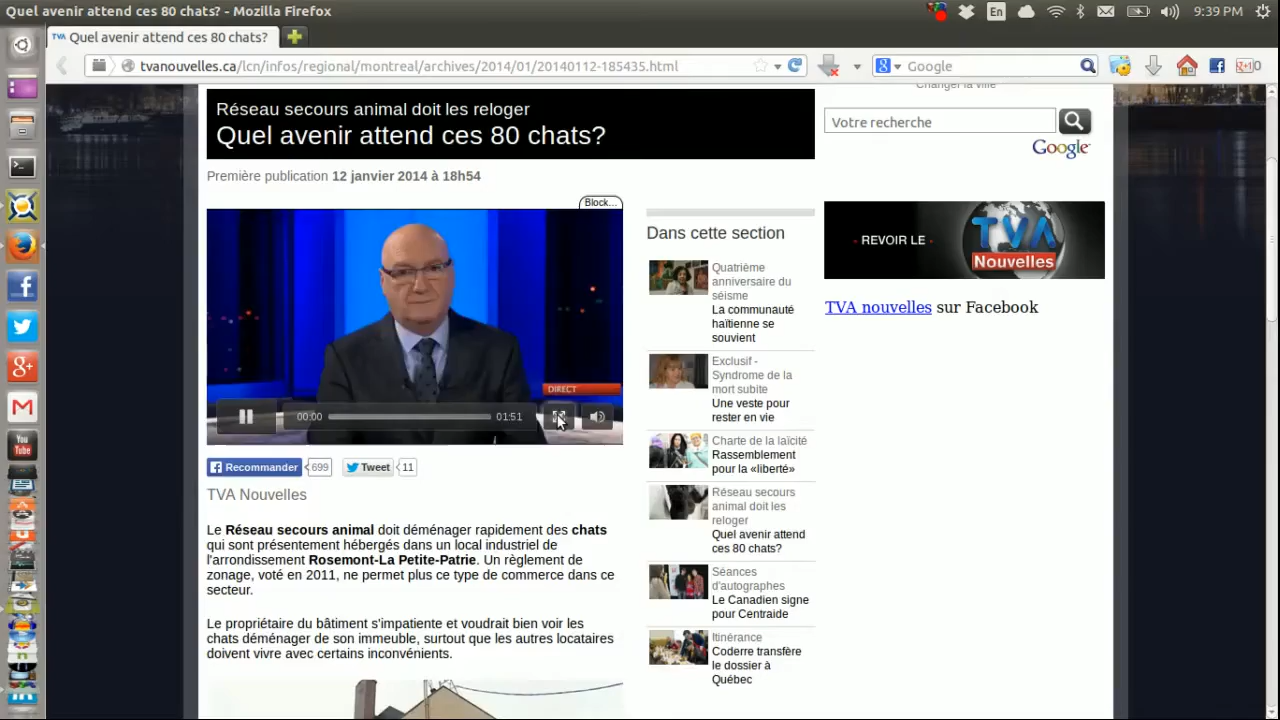 Quel avenir attend ces 80 chats? - Mozilla Firefox
En
9:39 PM
TVA Quel avenir attend ces 80 chats?
tvanouvelles.ca/lcn/infos/regional/montreal/archives/2014/01/20140112-185435.html
Google
Changer la ville
Réseau secours animal doit les reloger
Quel avenir attend ces 80 chats?
Première publication 12 janvier 2014 à 18h54
Votre recherche
Google
Block...
DIRECT
00:00
01:51
Recommander
699
Tweet
11
TVA Nouvelles
Le Réseau secours animal doit déménager rapidement des chats
qui sont présentement hébergés dans un local industriel de
l'arrondissement Rosemont-La Petite-Patrie. Un règlement de
zonage, voté en 2011, ne permet plus ce type de commerce dans ce
secteur.
Le propriétaire du bâtiment s'impatiente et voudrait bien voir les
chats déménager de son immeuble, surtout que les autres locataires
doivent vivre avec certains inconvénients.
Dans cette section
Quatrième
anniversaire du
séisme
La communauté
haïtienne se
souvient
Exclusif -
Syndrome de la
mort subite
Une veste pour
rester en vie
Charte de la laïcité
Rassemblement
pour la «liberté»
Réseau secours
animal doit les
reloger
Quel avenir attend
ces 80 chats?
Séances
d'autographes
Le Canadien signe
pour Centraide
Itinérance
Coderre transfère
le dossier à
Québec
- REVOIR LE -
TVA
Nouvelles
TVA nouvelles sur Facebook